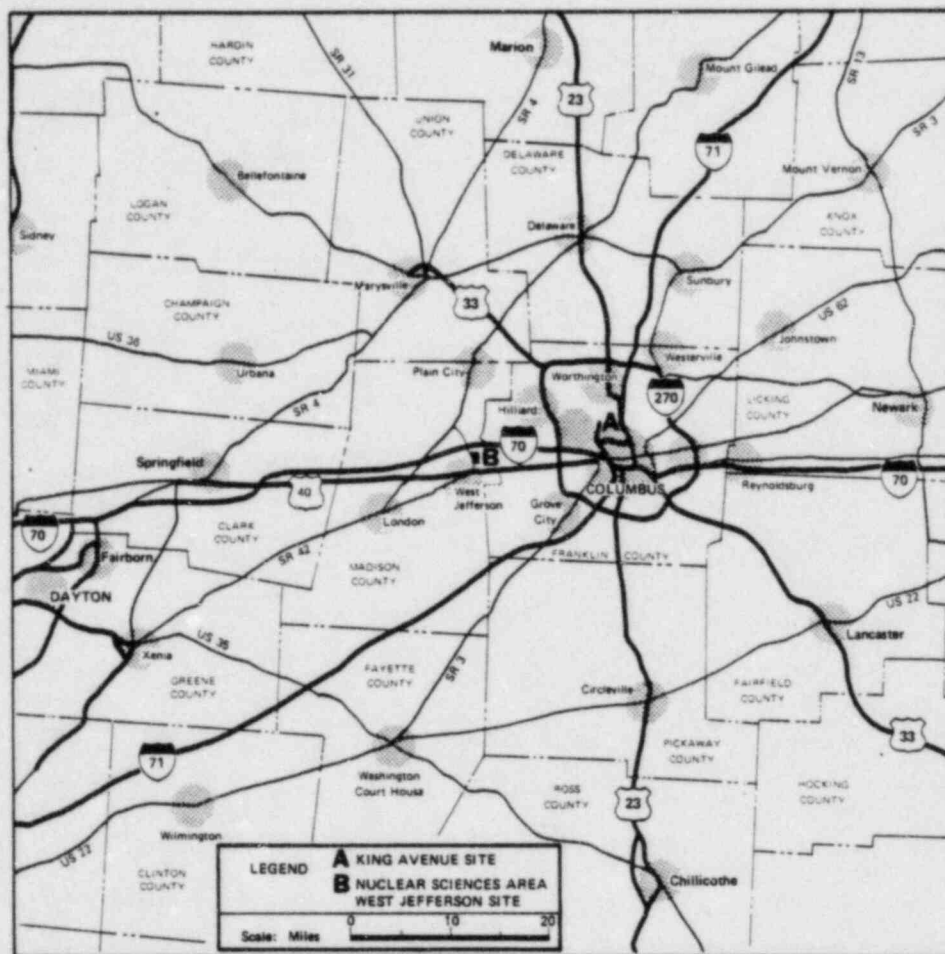 HARDIN
COUNTY
SR 31
Marion
23
Mount Gilead
SR 13
SR 4
UNION
COUNTY
71
SR 3
DELAWARE
COUNTY
Bellefontaine
Mount Vernon
LOGAN
COUNTY
KNOX
COUNTY
Sidney
Delaware
Marysville
Sunbury
CHAMPAIGN
COUNTY
33
US 62
US 36
Johnstown
MIAMI
COUNTY
Urbana
Plain City
Westerville
Worthington
270
LICKING
COUNTY
Hilliard
Newark
SR 4
A
70
B
Springfield
40
West
Jefferson
COLUMBUS
Reynoldsburg
70
70
London
Grove
City
CLARK
COUNTY
Fairborn
SR 42
MADISON
COUNTY
FRANKLIN COUNTY
DAYTON
US 22
Xenia
US 35
Lancaster
GREENE
COUNTY
FAYETTE
COUNTY
SR 3
Circleville
FAIRFIELD
COUNTY
71
Washington
Court House
PICKAWAY
COUNTY
33
ROSS
COUNTY
23
HOCKING
COUNTY
Wilmington
US 22
CLINTON
COUNTY
Chillicothe
LEGEND
A KING AVENUE SITE
B NUCLEAR SCIENCES AREA
WEST JEFFERSON SITE
0 10 20
Scale: Miles